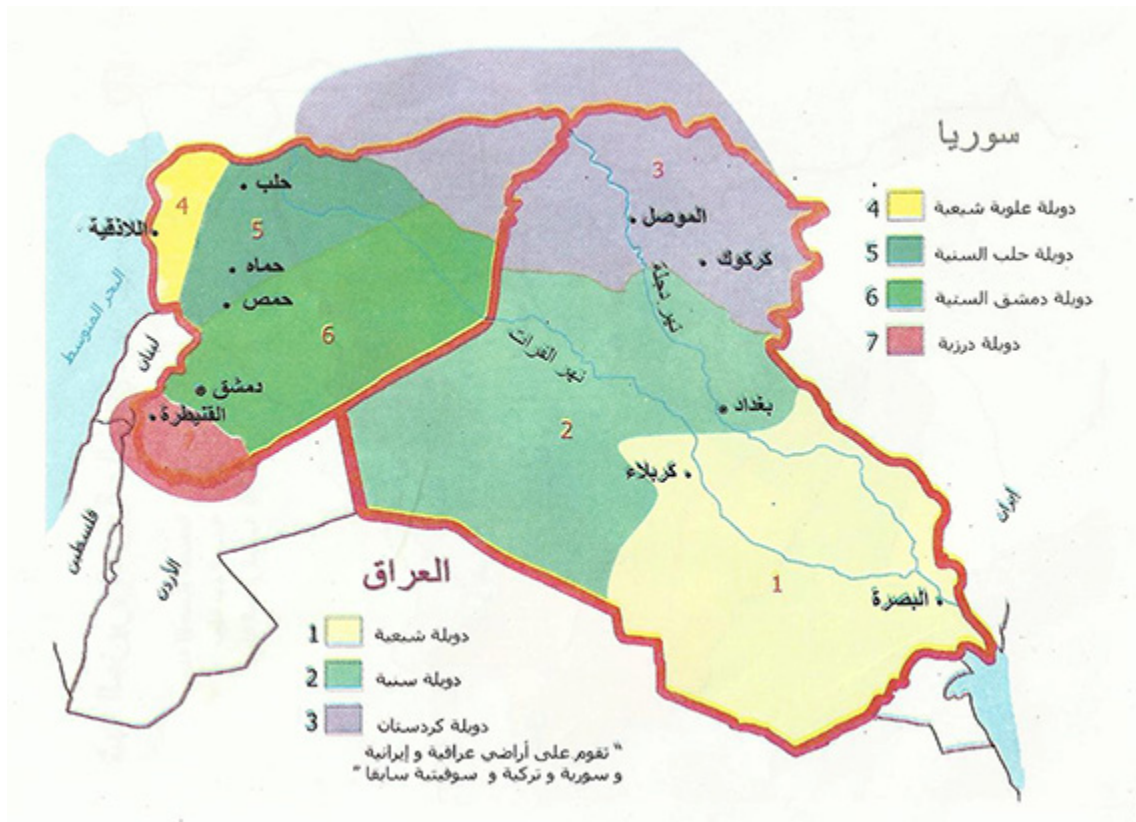 سوريا
4 دويلة علوية شيعية
5 دويلة حلب السنية
6 دويلة دمشق السنية
7 دويلة درزية
حلب
اللاذقية
حماه
حمص
دمشق
القنيطرة
لبنان
البحر المتوسط
فلسطين
الأردن
الموصل
كركوك
نهر دجلة
نهر الفرات
بغداد
كربلاء
البصرة
إيران
4
5
6
7
3
2
1
العراق
1 دويلة شيعية
2 دويلة سنية
3 دويلة كردستان
" تقوم على أراضي عراقية و إيرانية
و سورية و تركية و سوفيتية سابقا "